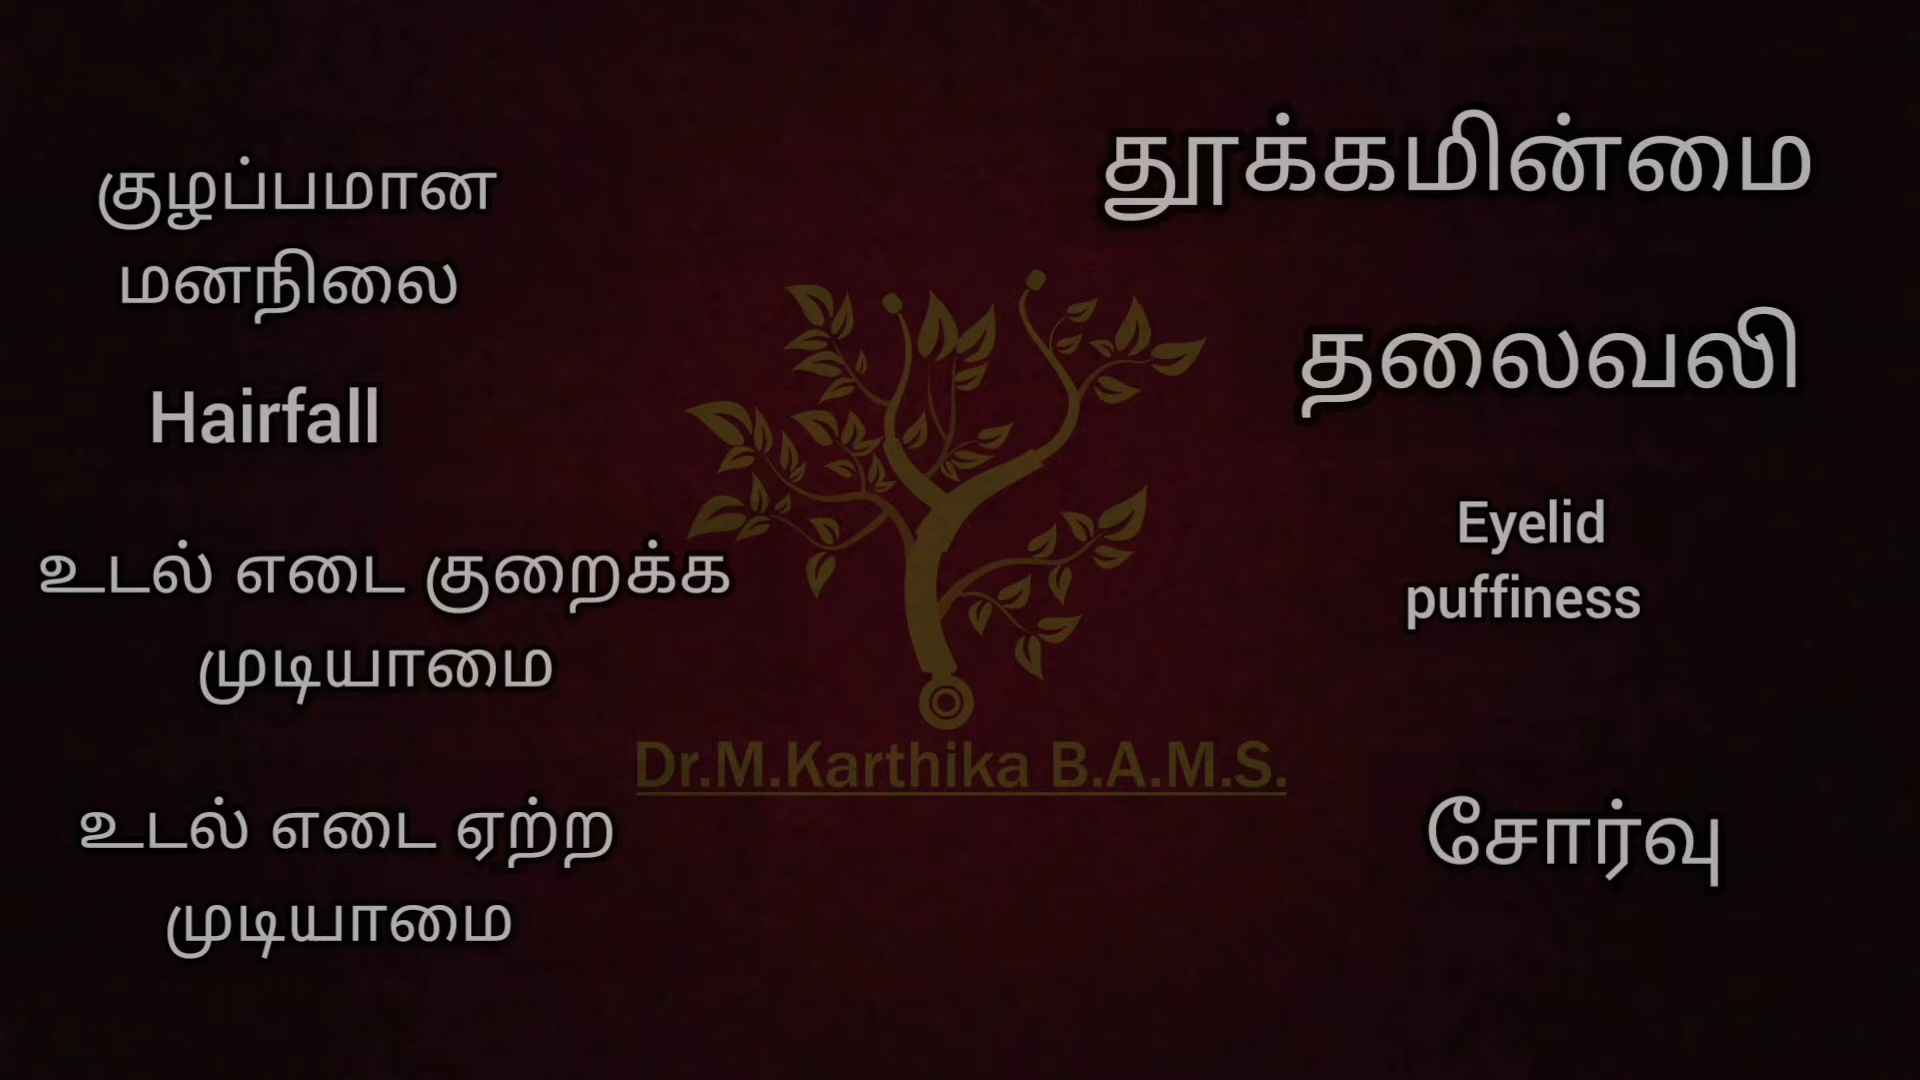 குழப்பமான
மனநிலை
Hairfall
உடல் எடை குறைக்க
முடியாமை
உடல் எடை ஏற்ற
முடியாமை
தூக்கமின்மை
தலைவலி
Eyelid
puffiness
சோர்வு
Dr.M.Karthika B.A.M.S.